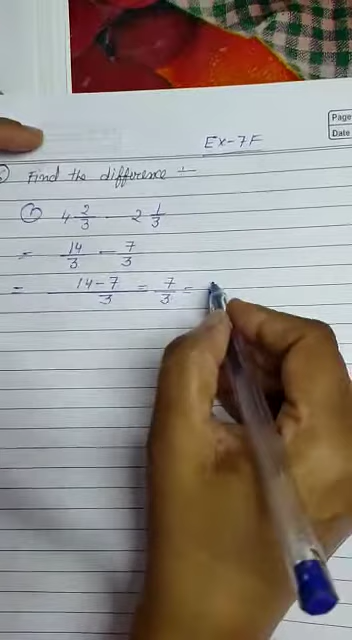 Ex-7F
Page
Date
Find the difference :-
① 4 2/3 - 2 1/3
= 14/3 - 7/3
= 14-7/3 = 7/3 =